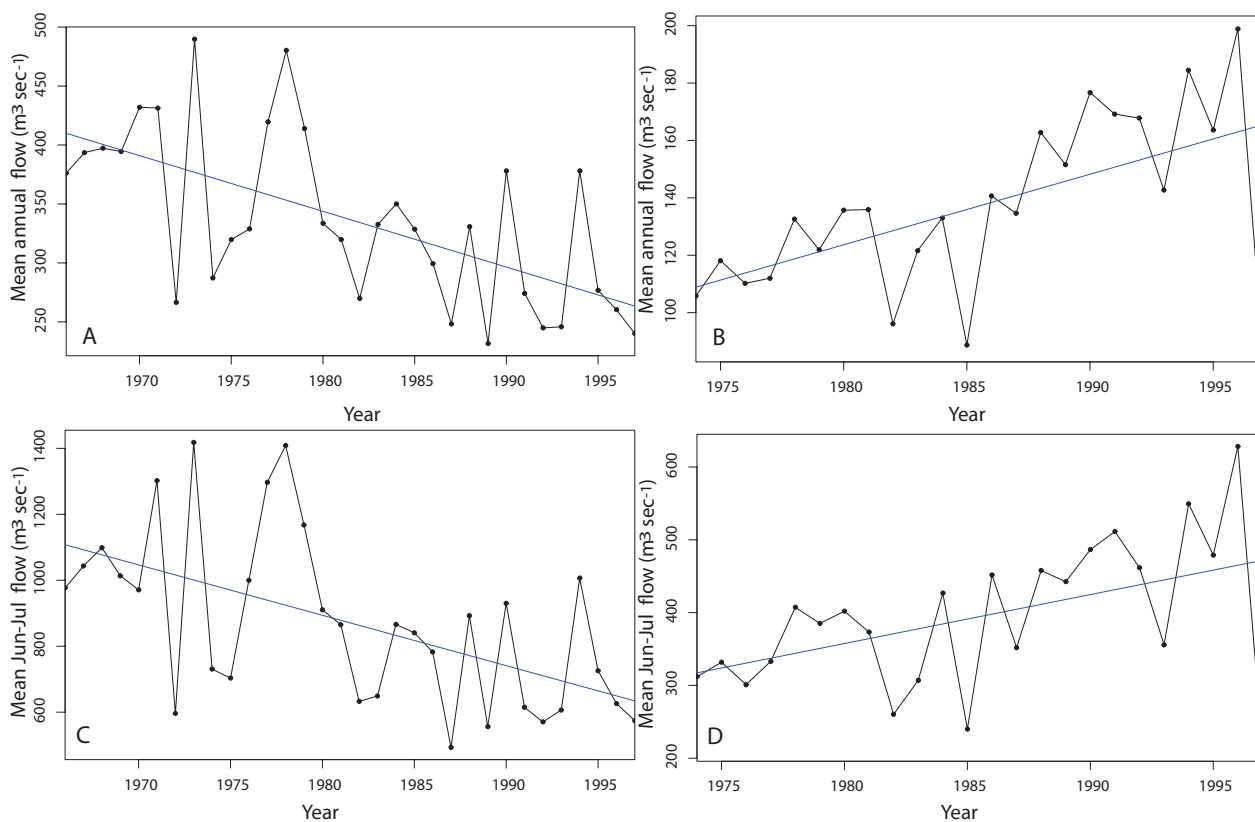 Mean annual flow (m³ sec-1)
500
450
400
350
300
250
A
1970 1975 1980 1985 1990 1995
Year
Mean annual flow (m³ sec-1)
200
180
160
140
120
100
B
1975 1980 1985 1990 1995
Year
Mean Jun-Jul flow (m³ sec-1)
1400
1200
1000
800
600
C
1970 1975 1980 1985 1990 1995
Year
Mean Jun-Jul flow (m³ sec-1)
600
500
400
300
200
D
1975 1980 1985 1990 1995
Year